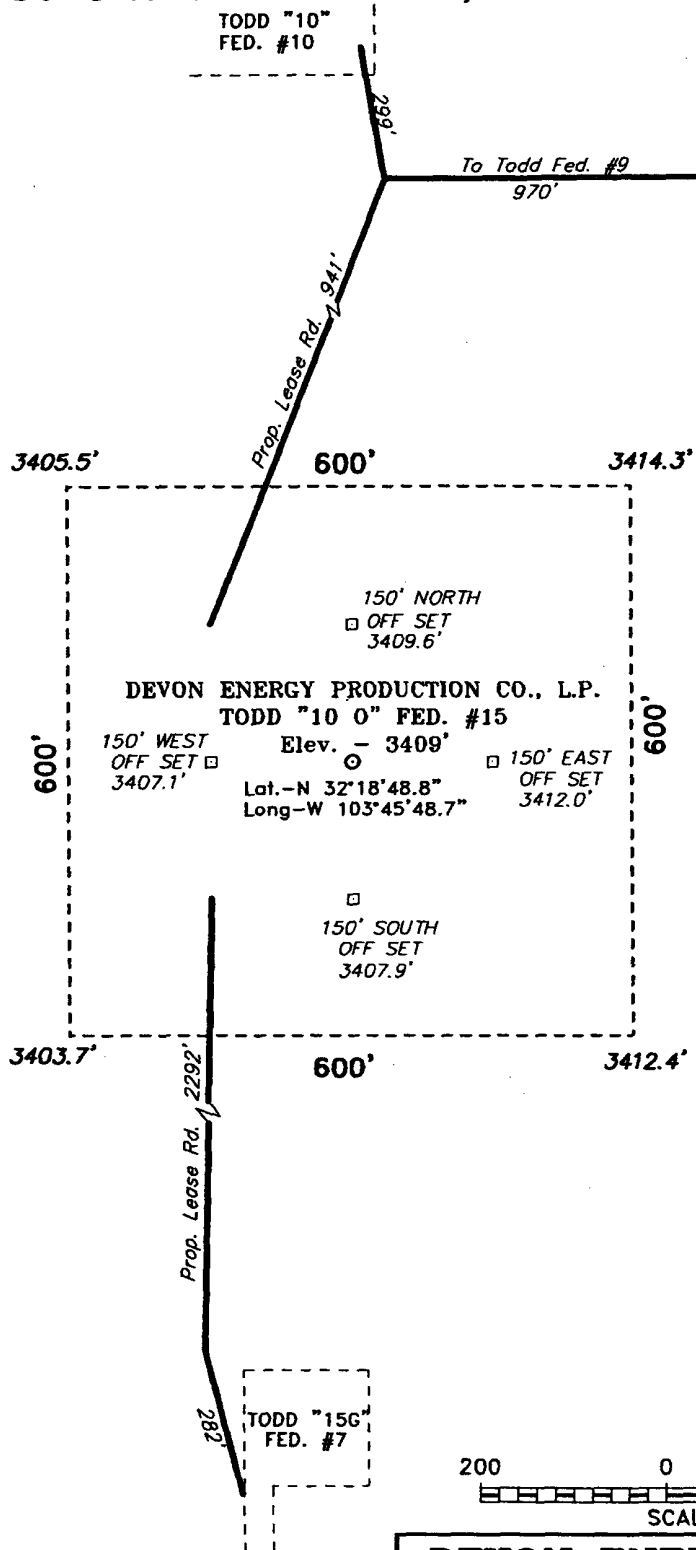 TODD "10"
FED. #10
299'
To Todd Fed. #9
970'
Prop. Lease Rd. 941'
3405.5'
600'
3414.3'
150' NORTH
OFF SET
3409.6'
DEVON ENERGY PRODUCTION CO., L.P.
TODD "10 O" FED. #15
Elev. - 3409'
600'
600'
150' WEST
OFF SET
3407.1'
150' EAST
OFF SET
3412.0'
Lat.-N 32°18'48.8"
Long-W 103°45'48.7"
150' SOUTH
OFF SET
3407.9'
3403.7'
600'
3412.4'
Prop. Lease Rd. 2292'
282'
TODD "15G"
FED. #7
200 0